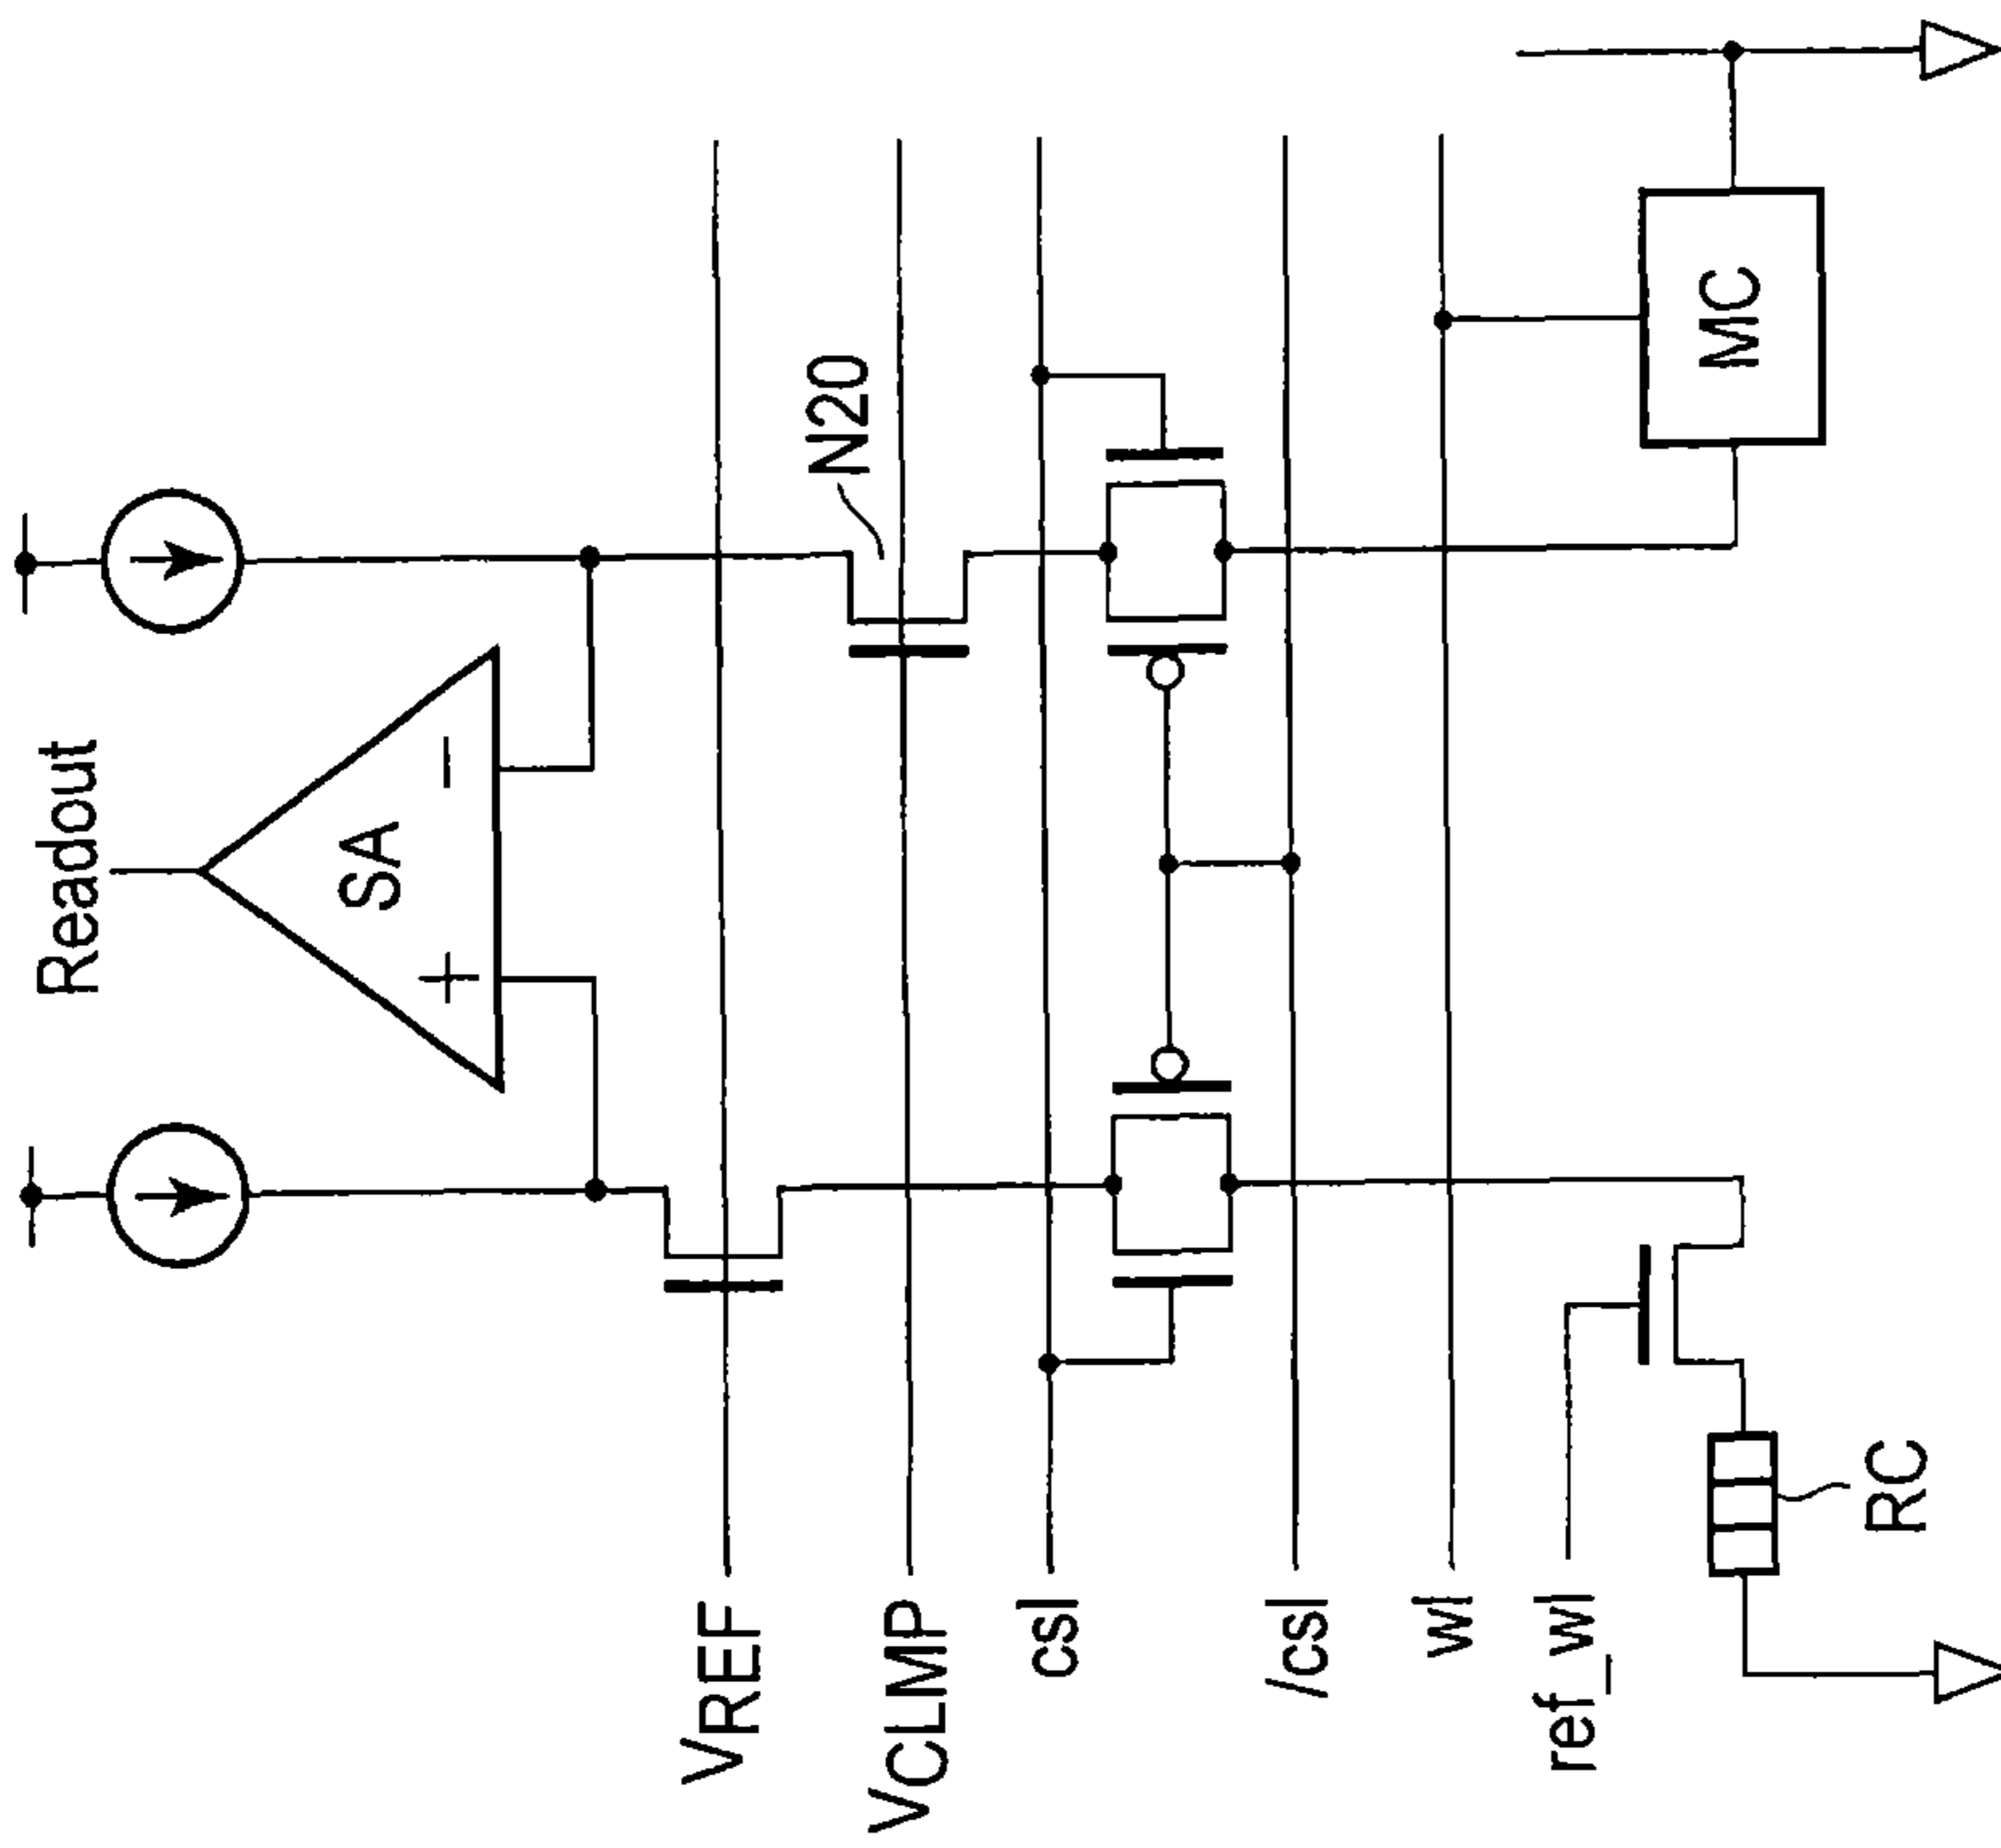 Readout
SA
+
−
N20
VREF
VCLMP
csl
/csl
wl
ref_wl
MC
RC